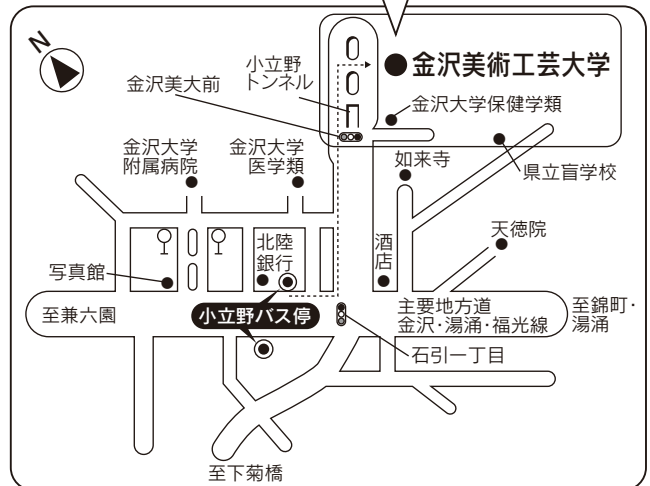 N
金沢美術工芸大学
小立野
トンネル
金沢美大前
金沢大学保健学類
金沢大学
附属病院
金沢大学
医学類
如来寺
県立盲学校
天徳院
北陸
銀行
酒
店
写真館
至兼六園
小立野バス停
主要地方道
金沢・湯涌・福光線
至錦町・
湯涌
石引一丁目
至下菊橋